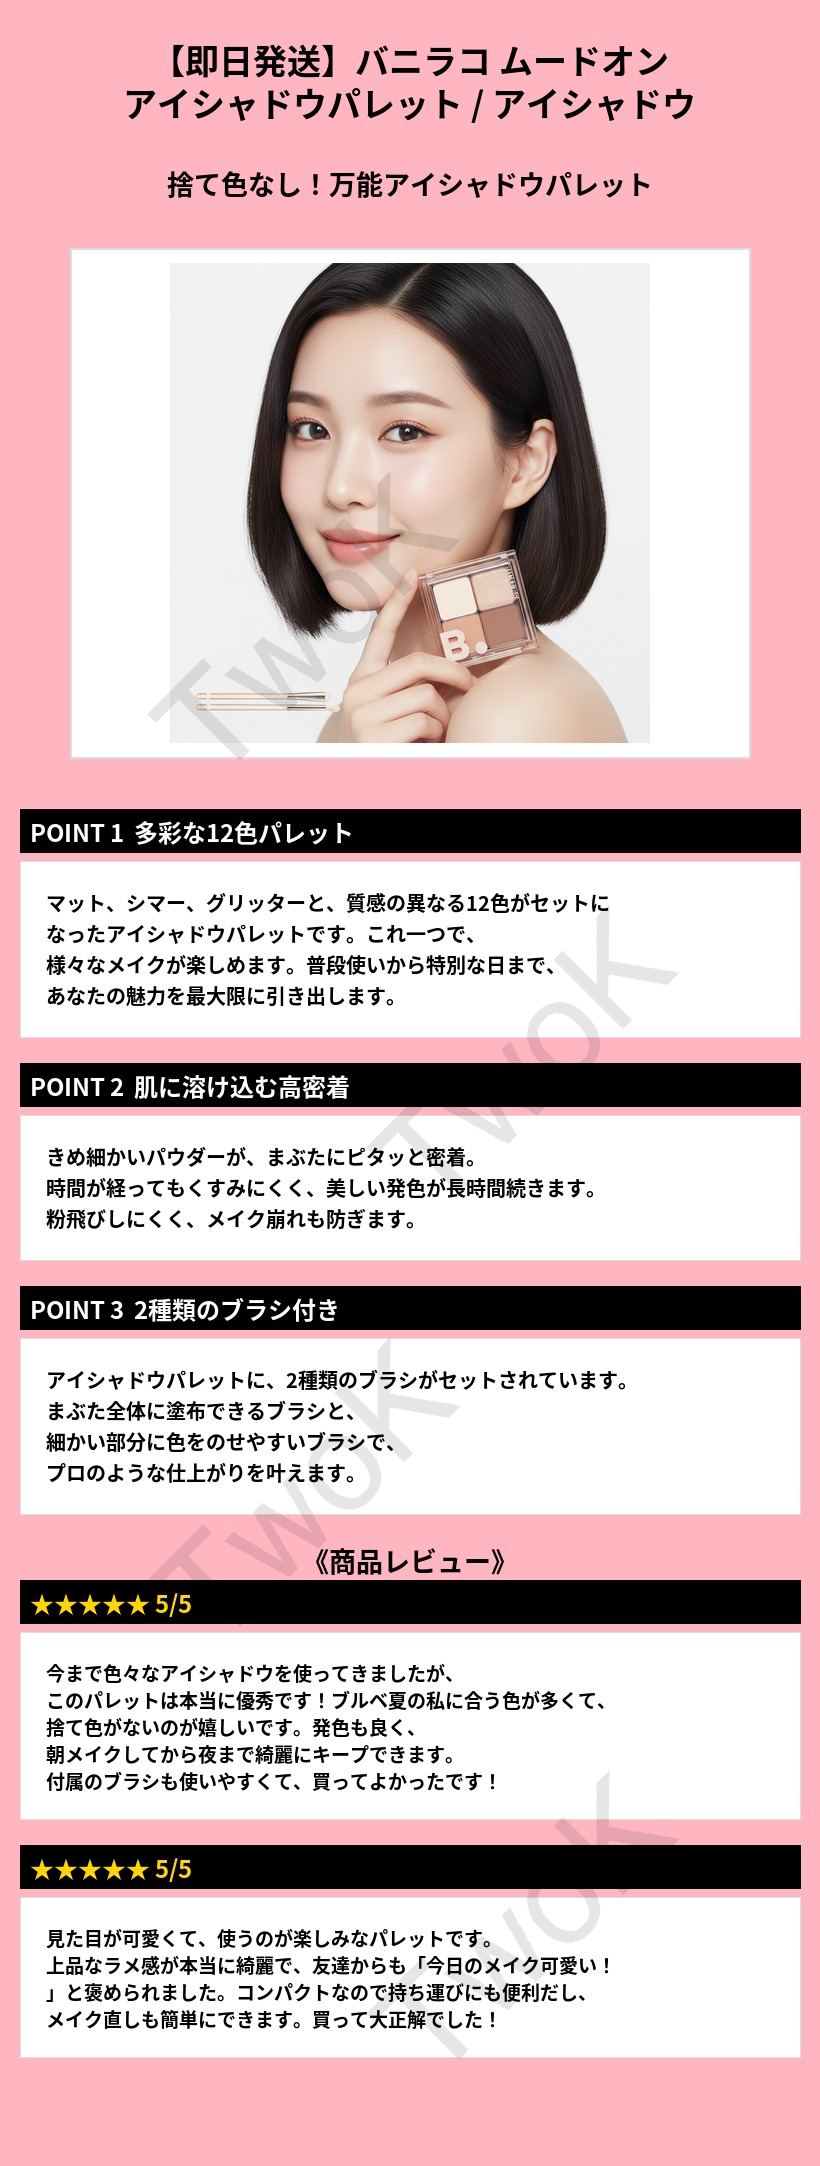 【即日発送】バニラコ ムードオン
アイシャドウパレット / アイシャドウ
捨て色なし！万能アイシャドウパレット
B.
TwoK
POINT 1 多彩な12色パレット
マット、シマー、グリッターと、質感の異なる12色がセットに
なったアイシャドウパレットです。これ一つで、
様々なメイクが楽しめます。普段使いから特別な日まで、
あなたの魅力を最大限に引き出します。
TwoK
POINT 2 肌に溶け込む高密着
きめ細かいパウダーが、まぶたにピタッと密着。
時間が経ってもくすみにくく、美しい発色が長時間続きます。
粉飛びしにくく、メイク崩れも防ぎます。
POINT 3 2種類のブラシ付き
アイシャドウパレットに、2種類のブラシがセットされています。
まぶた全体に塗布できるブラシと、
細かい部分に色をのせやすいブラシで、
プロのような仕上がりを叶えます。
TwoK
《商品レビュー》
★★★★★ 5/5
今まで色々なアイシャドウを使ってきましたが、
このパレットは本当に優秀です！ブルベ夏の私に合う色が多くて、
捨て色がないのが嬉しいです。発色も良く、
朝メイクしてから夜まで綺麗にキープできます。
付属のブラシも使いやすくて、買ってよかったです！
★★★★★ 5/5
見た目が可愛くて、使うのが楽しみなパレットです。
上品なラメ感が本当に綺麗で、友達からも「今日のメイク可愛い！
」と褒められました。コンパクトなので持ち運びにも便利だし、
メイク直しも簡単にできます。買って大正解でした！
TwoK